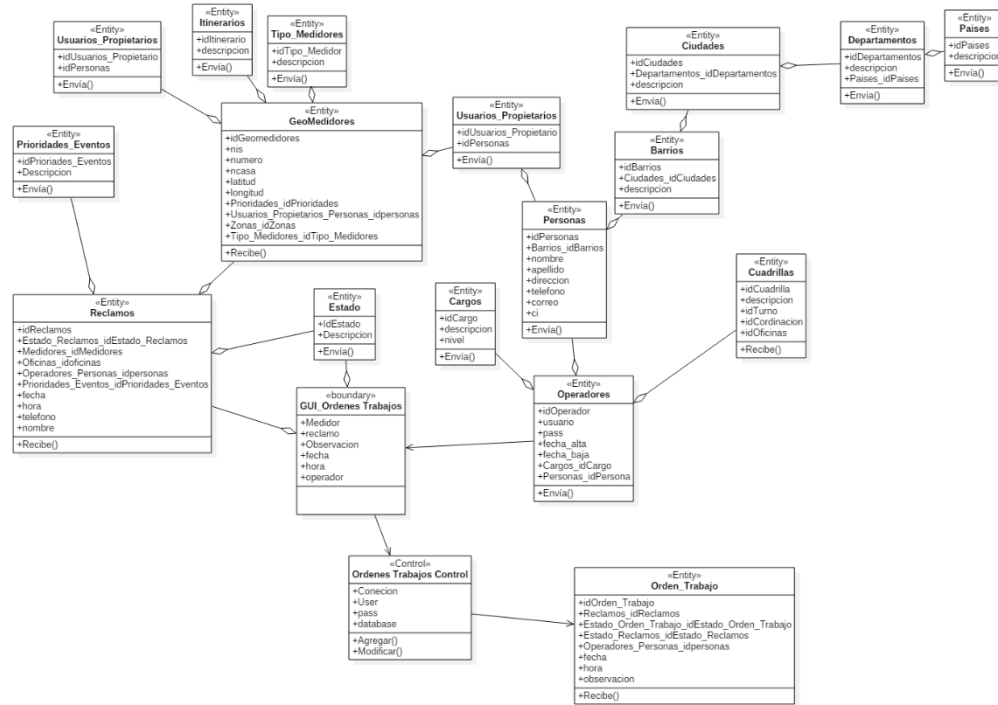 «Entity»
Usuarios_Propietarios
+idUsuarios_Propietario
+idPersonas
+Envía()
«Entity»
Itinerarios
+idItinerario
+descripcion
+Envía()
«Entity»
Tipo_Medidores
+idTipo_Medidor
+descripcion
+Envía()
«Entity»
Ciudades
+idCiudades
+Departamentos_idDepartamentos
+descripcion
+Envía()
«Entity»
Departamentos
+idDepartamentos
+descripcion
+Paises_idPaises
+Envía()
«Entity»
Paises
+idPaises
+descripcion
+Envía()
«Entity»
Prioridades_Eventos
+idPrioriades_Eventos
+Descripcion
+Envía()
«Entity»
GeoMedidores
+idGeomedidores
+nis
+numero
+ncasa
+latitud
+longitud
+Prioridades_idPrioridades
+Usuarios_Propietarios_Personas_idpersonas
+Zonas_idZonas
+Tipo_Medidores_idTipo_Medidores
+Recibe()
«Entity»
Usuarios_Propietarios
+idUsuarios_Propietario
+idPersonas
+Envía()
«Entity»
Barrios
+idBarrios
+Ciudades_idCiudades
+descripcion
+Envía()
«Entity»
Personas
+idPersonas
+Barrios_idBarrios
+nombre
+apellido
+direccion
+telefono
+correo
+ci
+Envía()
«Entity»
Cuadrillas
+idCuadrilla
+descripcion
+idTurno
+idCordinacion
+idOficinas
+Recibe()
«Entity»
Reclamos
+idReclamos
+Estado_Reclamos_idEstado_Reclamos
+Medidores_idMedidores
+Oficinas_idoficinas
+Operadores_Personas_idpersonas
+Prioridades_Eventos_idPrioridades_Eventos
+fecha
+hora
+telefono
+nombre
+Recibe()
«Entity»
Estado
+IdEstado
+Descripcion
+Envía()
«Entity»
Cargos
+idCargo
+descripcion
+nivel
+Envía()
«boundary»
GUI_Ordenes Trabajos
+Medidor
+reclamo
+Observacion
+fecha
+hora
+operador
«Entity»
Operadores
+idOperador
+usuario
+pass
+fecha_alta
+fecha_baja
+Cargos_idCargo
+Personas_idPersona
+Envía()
«Control»
Ordenes Trabajos Control
+Conecion
+User
+pass
+database
+Agregar()
+Modificar()
«Entity»
Orden_Trabajo
+idOrden_Trabajo
+Reclamos_idReclamos
+Estado_Orden_Trabajo_idEstado_Orden_Trabajo
+Estado_Reclamos_idEstado_Reclamos
+Operadores_Personas_idpersonas
+fecha
+hora
+observacion
+Recibe()